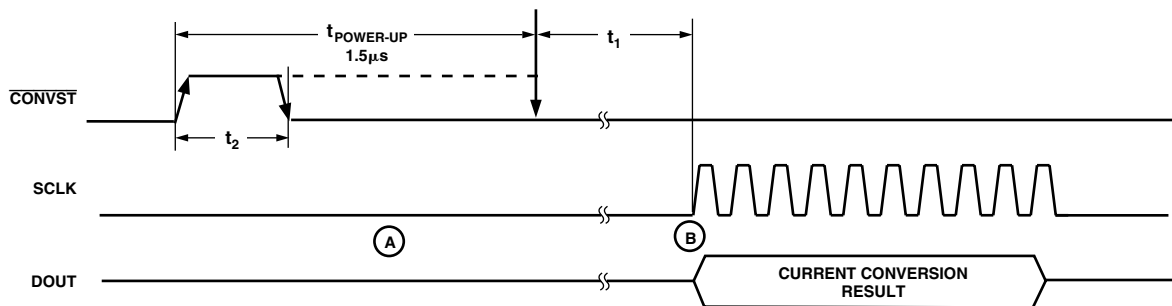 tPOWER-UP
1.5μs
t1
CONVST
t2
SCLK
A
B
DOUT
CURRENT CONVERSION
RESULT